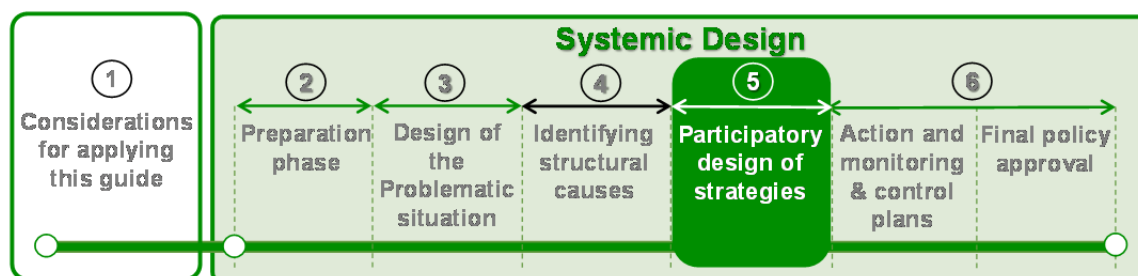 Systemic Design
1
Considerations
for applying
this guide
2
Preparation
phase
3
Design of
the
Problematic
situation
4
Identifying
structural
causes
5
Participatory
design of
strategies
6
Action and
monitoring
& control
plans
Final policy
approval